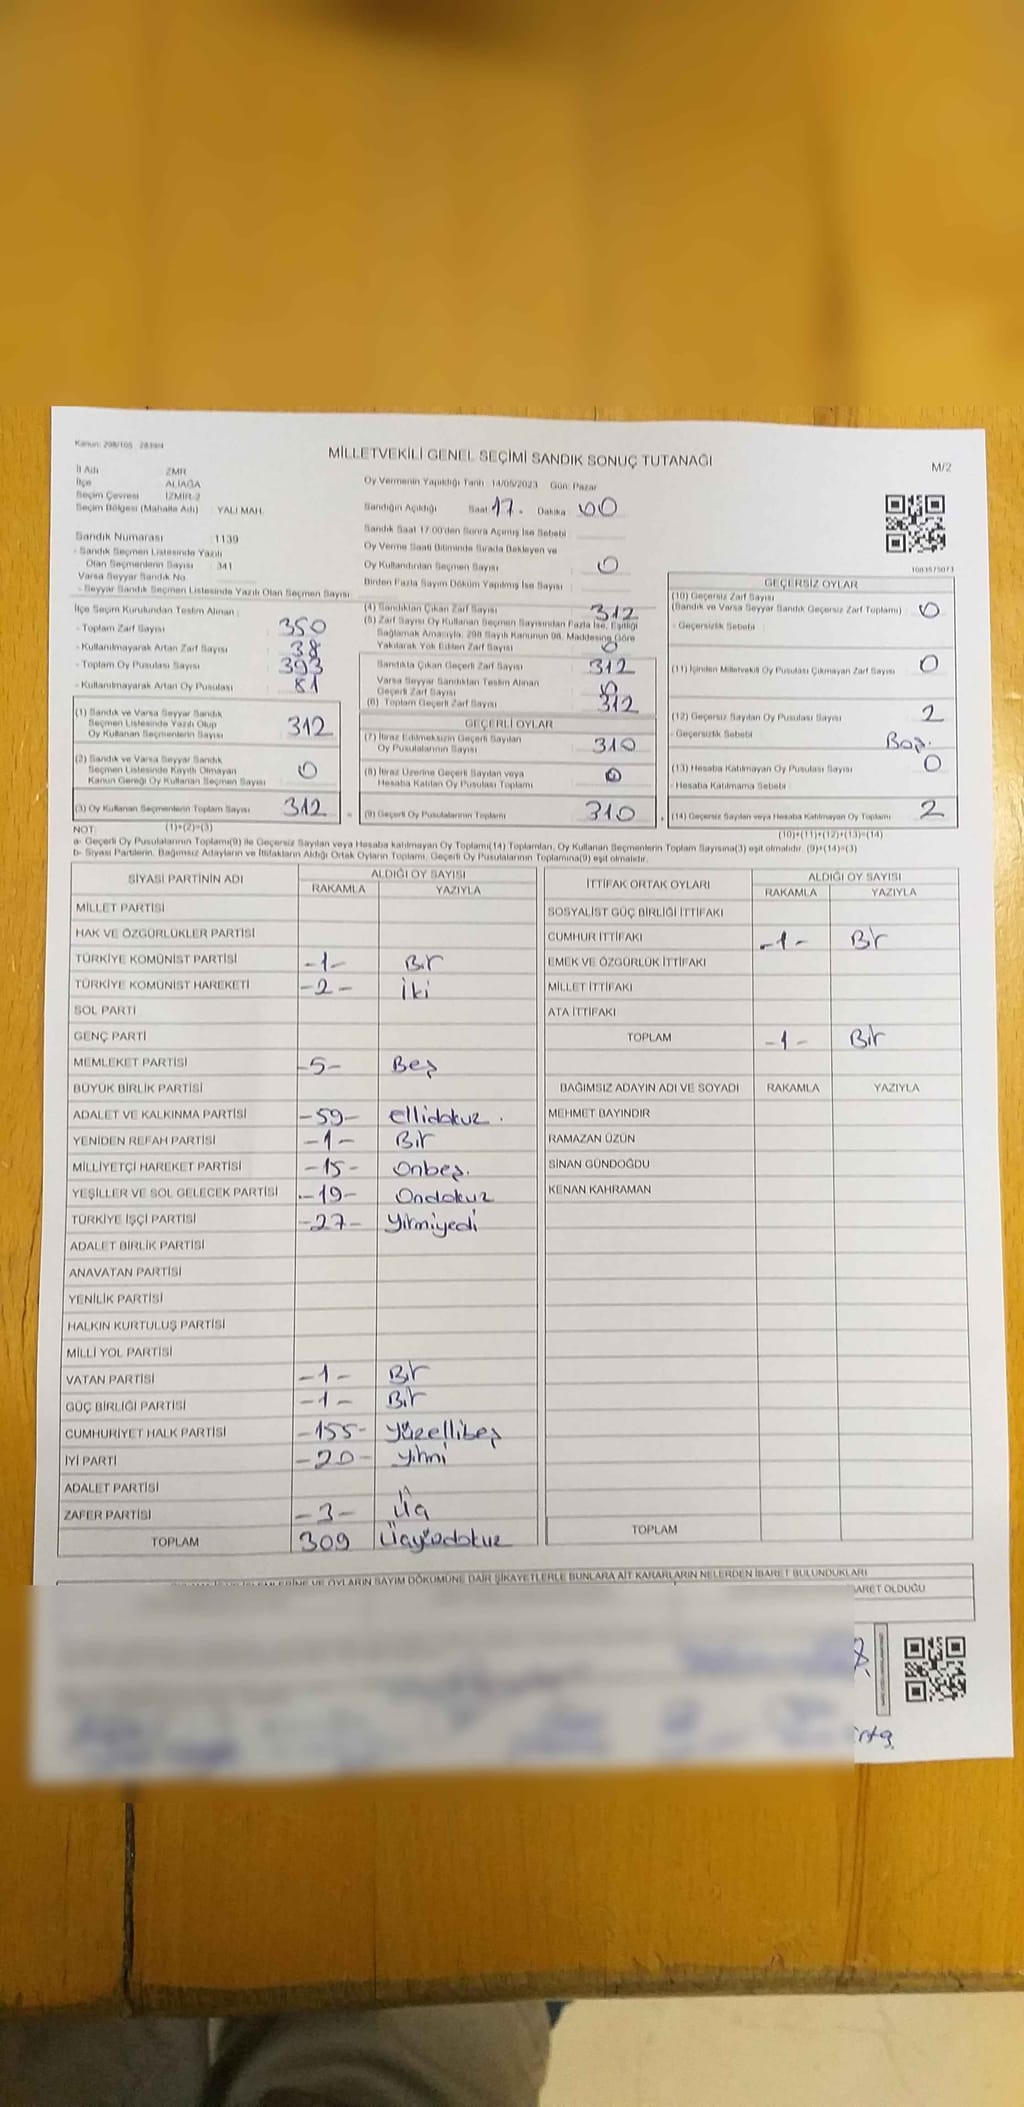 Kanun: 298/105 2839/4
MİLLETVEKİLİ GENEL SEÇİMİ SANDIK SONUÇ TUTANAĞI
M/2
İl Adı ZMR
İlçe ALİAĞA
Seçim Çevresi İZMİR-2
Seçim Bölgesi (Mahalle Adı) : YALI MAH.
Oy Vermenin Yapıldığı Tarih : 14/05/2023 Gün: Pazar
Sandığın Açıldığı Saat 17. Dakika : 00
Sandık Saat 17:00'den Sonra Açılmış İse Sebebi :
Oy Verme Saati Bitiminde Sırada Bekleyen ve
Oy Kullandırılan Seçmen Sayısı 0
Birden Fazla Sayım Döküm Yapılmış İse Sayısı :
1083575073
Sandık Numarası : 1139
- Sandık Seçmen Listesinde Yazılı
Olan Seçmenlerin Sayısı : 341
Varsa Seyyar Sandık No
- Seyyar Sandık Seçmen Listesinde Yazılı Olan Seçmen Sayısı:
İlçe Seçim Kurulundan Teslim Alınan :
- Toplam Zarf Sayısı : 350
- Kullanılmayarak Artan Zarf Sayısı : 38
- Toplam Oy Pusulası Sayısı : 393
- Kullanılmayarak Artan Oy Pusulası : 81
(1) Sandık ve Varsa Seyyar Sandık
Seçmen Listesinde Yazılı Olup
Oy Kullanan Seçmenlerin Sayısı 312
(2) Sandık ve Varsa Seyyar Sandık
Seçmen Listesinde Kayıtlı Olmayan
Kanun Gereği Oy Kullanan Seçmen Sayısı 0
(3) Oy Kullanan Seçmenlerin Toplam Sayısı 312
(1)+(2)=(3)
(4) Sandıktan Çıkan Zarf Sayısı 312
(5) Zarf Sayısı Oy Kullanan Seçmen Sayısından Fazla İse, Eşitliği
Sağlamak Amacıyla, 298 Sayılı Kanunun 98. Maddesine Göre
Yakılarak Yok Edilen Zarf Sayısı 0
Sandıkta Çıkan Geçerli Zarf Sayısı 312
Varsa Seyyar Sandıktan Teslim Alınan
Geçerli Zarf Sayısı 0
(6) Toplam Geçerli Zarf Sayısı 312
GEÇERLİ OYLAR
(7) İtiraz Edilmeksizin Geçerli Sayılan
Oy Pusulalarının Sayısı 310
(8) İtiraz Üzerine Geçerli Sayılan veya
Hesaba Katılan Oy Pusulası Toplamı 0
(9) Geçerli Oy Pusulalarının Toplamı 310
GEÇERSİZ OYLAR
(10) Geçersiz Zarf Sayısı
(Sandık ve Varsa Seyyar Sandık Geçersiz Zarf Toplamı) : 0
- Geçersizlik Sebebi :
(11) İçinden Milletvekili Oy Pusulası Çıkmayan Zarf Sayısı 0
(12) Geçersiz Sayılan Oy Pusulası Sayısı 2
- Geçersizlik Sebebi Boş.
(13) Hesaba Katılmayan Oy Pusulası Sayısı 0
- Hesaba Katılmama Sebebi :
(14) Geçersiz Sayılan veya Hesaba Katılmayan Oy Toplamı 2
(10)+(11)+(12)+(13)=(14)
NOT:
a- Geçerli Oy Pusulalarının Toplamı(9) ile Geçersiz Sayılan veya Hesaba katılmayan Oy Toplamı(14) Toplamları, Oy Kullanan Seçmenlerin Toplam Sayısına(3) eşit olmalıdır. (9)+(14)=(3)
b- Siyasi Partilerin, Bağımsız Adayların ve İttifakların Aldığı Ortak Oyların Toplamı, Geçerli Oy Pusulalarının Toplamına(9) eşit olmalıdır.
SİYASİ PARTİNİN ADI ALDIĞI OY SAYISI
RAKAMLA YAZIYLA
MİLLET PARTİSİ
HAK VE ÖZGÜRLÜKLER PARTİSİ
TÜRKİYE KOMÜNİST PARTİSİ -1- Bir
TÜRKİYE KOMÜNİST HAREKETİ -2- İki
SOL PARTİ
GENÇ PARTİ
MEMLEKET PARTİSİ -5- Beş
BÜYÜK BİRLİK PARTİSİ
ADALET VE KALKINMA PARTİSİ -59- ellidokuz.
YENİDEN REFAH PARTİSİ -1- Bir
MİLLİYETÇİ HAREKET PARTİSİ -15- Onbeş.
YEŞİLLER VE SOL GELECEK PARTİSİ -19- Ondokuz
TÜRKİYE İŞÇİ PARTİSİ -27- Yirmiyedi
ADALET BİRLİK PARTİSİ
ANAVATAN PARTİSİ
YENİLİK PARTİSİ
HALKIN KURTULUŞ PARTİSİ
MİLLİ YOL PARTİSİ
VATAN PARTİSİ -1- Bir
GÜÇ BİRLİĞİ PARTİSİ -1- Bir
CUMHURİYET HALK PARTİSİ -155- Yüzellibeş
İYİ PARTİ -20- Yirmi
ADALET PARTİSİ
ZAFER PARTİSİ -3- Üç
TOPLAM 309 Üçyüzdokuz
İTTİFAK ORTAK OYLARI ALDIĞI OY SAYISI
RAKAMLA YAZIYLA
SOSYALİST GÜÇ BİRLİĞİ İTTİFAKI
CUMHUR İTTİFAKI -1- Bir
EMEK VE ÖZGÜRLÜK İTTİFAKI
MİLLET İTTİFAKI
ATA İTTİFAKI
TOPLAM -1- Bir
BAĞIMSIZ ADAYIN ADI VE SOYADI RAKAMLA YAZIYLA
MEHMET BAYINDIR
RAMAZAN ÜZÜN
SİNAN GÜNDOĞDU
KENAN KAHRAMAN
TOPLAM
VE OYLARIN SAYIM DÖKÜMÜNE DAİR ŞİKAYETLERLE BUNLARA AİT KARARLARIN NELERDEN İBARET BULUNDUKLARI
BARET OLDUĞU